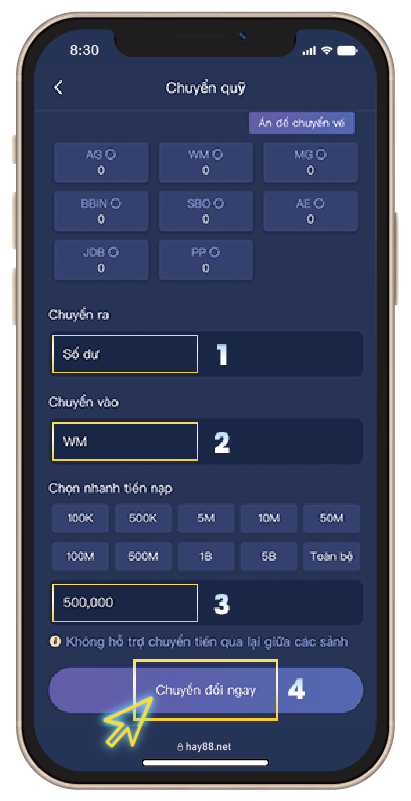 8:30
Chuyển quỹ
Ấn để chuyển về
AG WM MG
0 0 0
BBIN SBO AE
0 0 0
JDB PP
0 0
Chuyển ra
Số dư 1
Chuyển vào
WM 2
Chọn nhanh tiền nạp
100K 500K 5M 10M 50M
100M 500M 1B 5B Toàn bộ
500,000 3
Không hỗ trợ chuyển tiền qua lại giữa các sảnh
Chuyển đổi ngay 4
hay88.net